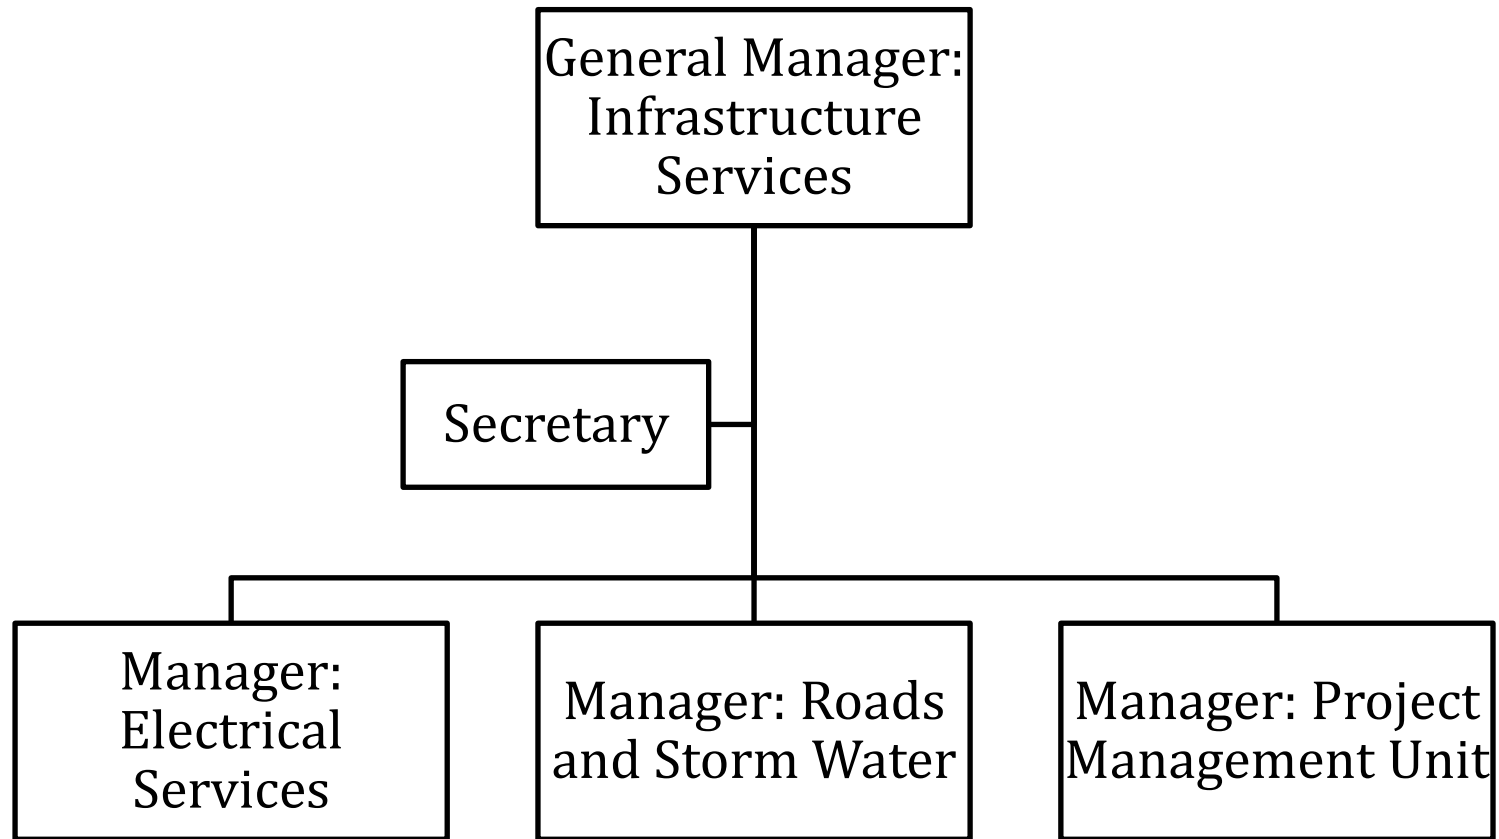 General Manager:
Infrastructure
Services
Secretary
Manager:
Electrical
Services
Manager: Roads
and Storm Water
Manager: Project
Management Unit